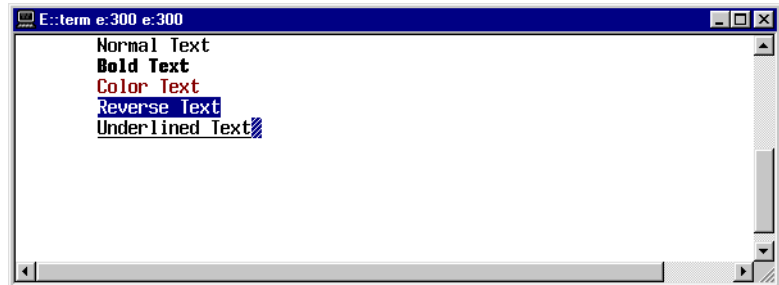 E::term e:300 e:300
Normal Text
Bold Text
Color Text
Reverse Text
Underlined Text